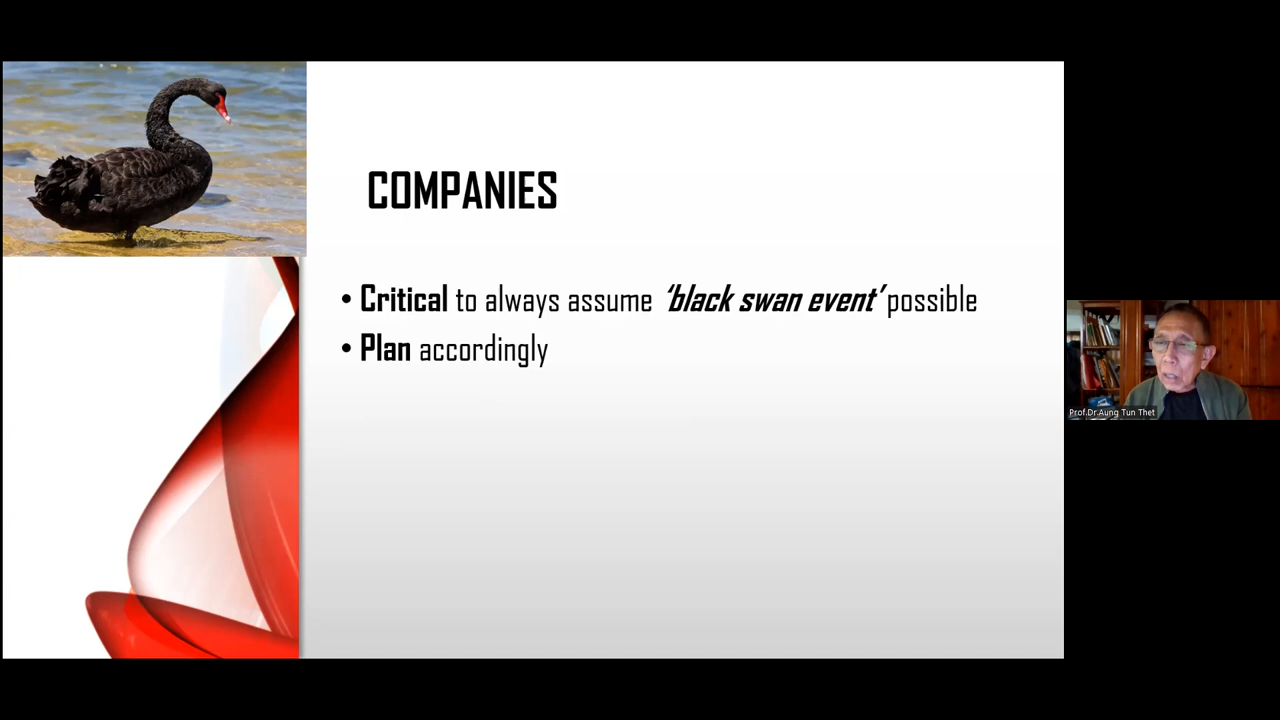 COMPANIES
• Critical to always assume ‘black swan event’ possible
• Plan accordingly
Prof.Dr.Aung Tun Thet